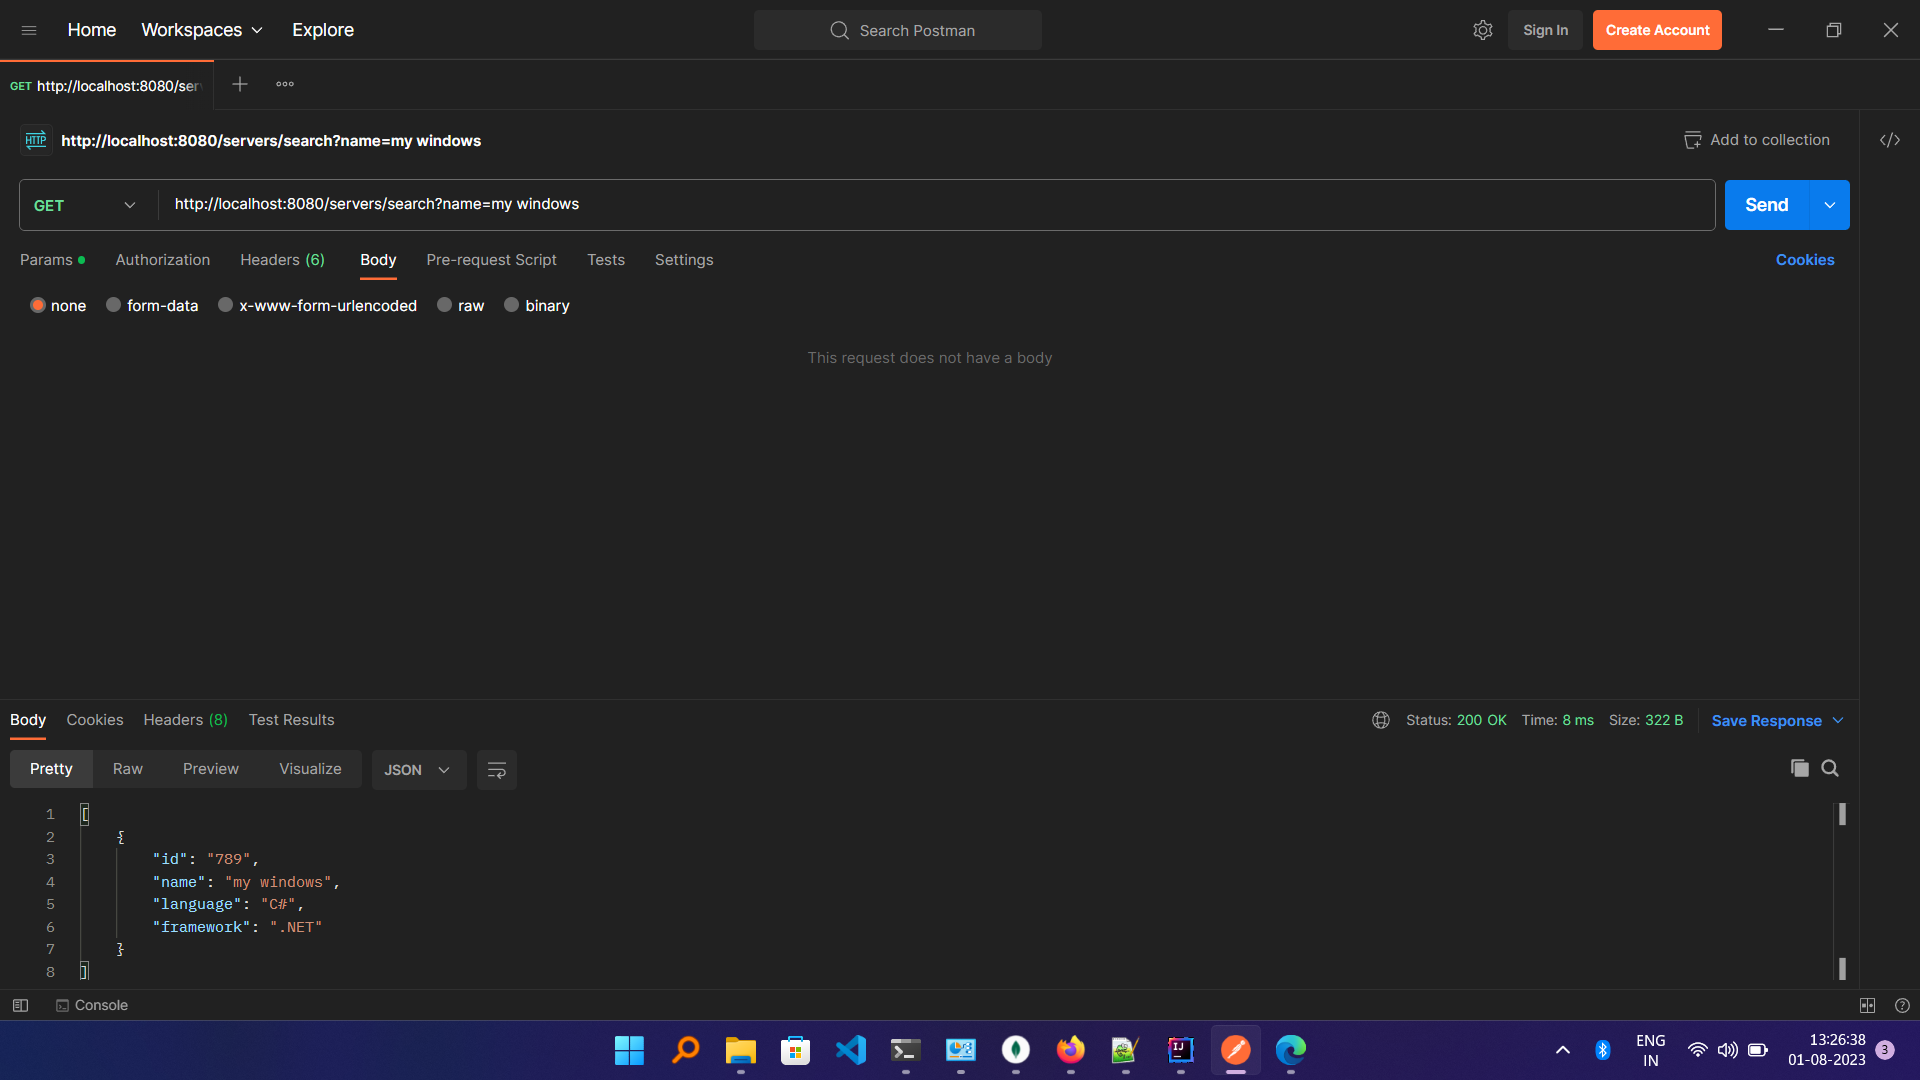 Home Workspaces Explore Search Postman Sign In Create Account
GET http://localhost:8080/ser
HTTP http://localhost:8080/servers/search?name=my windows Add to collection
GET http://localhost:8080/servers/search?name=my windows Send
Params Authorization Headers (6) Body Pre-request Script Tests Settings Cookies
none form-data x-www-form-urlencoded raw binary
This request does not have a body
Body Cookies Headers (8) Test Results Status: 200 OK Time: 8 ms Size: 322 B Save Response
Pretty Raw Preview Visualize JSON
1 [
2 {
3 "id": "789",
4 "name": "my windows",
5 "language": "C#",
6 "framework": ".NET"
7 }
8 ]
Console
ENG 13:26:38
IN 01-08-2023 3
IJ